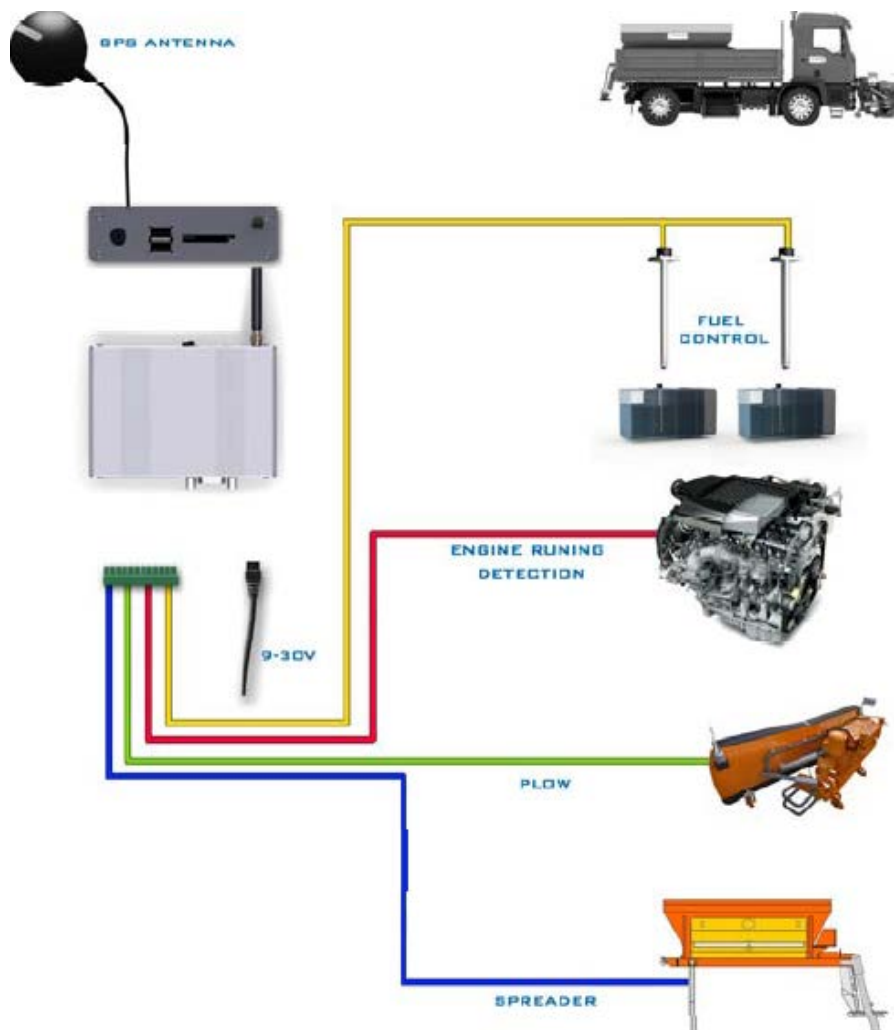 GPS ANTENNA
FUEL
CONTROL
ENGINE RUNING
DETECTION
9-30V
PLOW
SPREADER